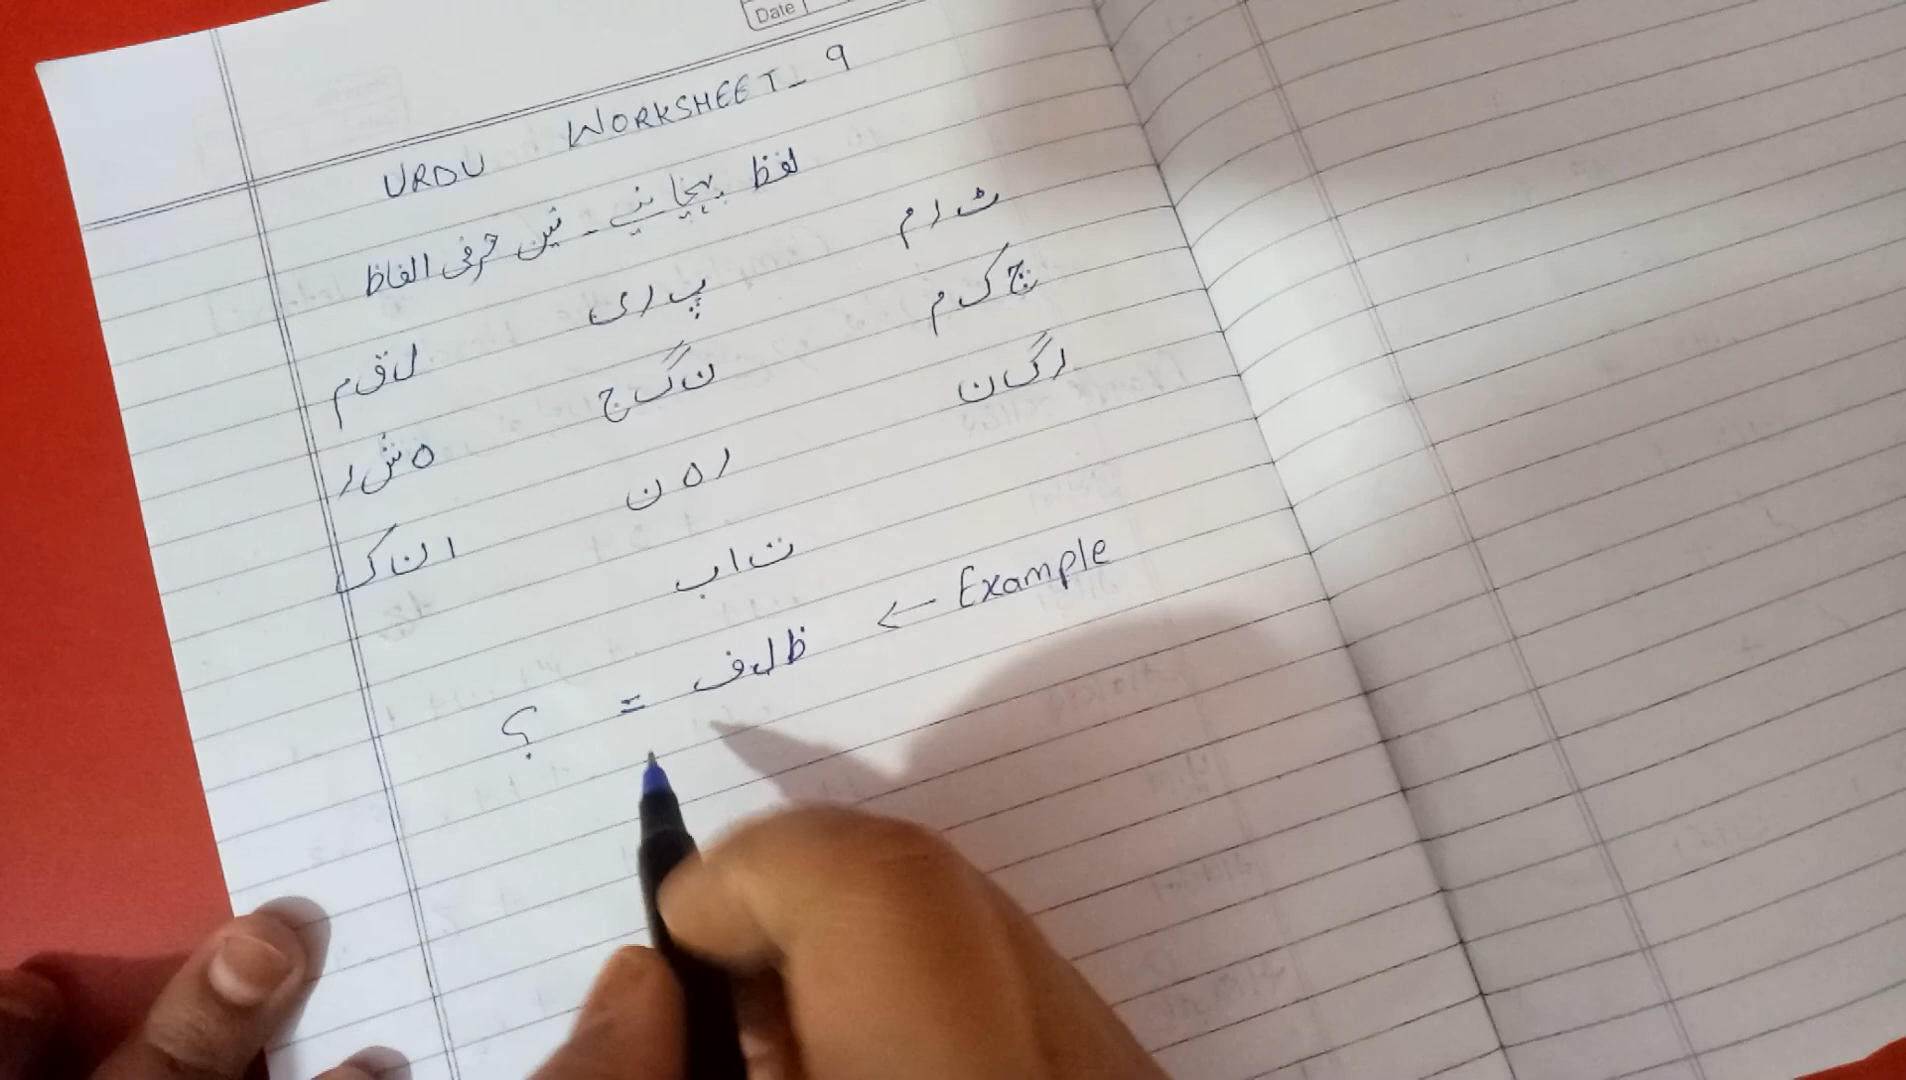 Date
URDU WORKSHEET - 9
لفظ پہچانیے۔ تین حرفی الفاظ
ٹ ر م پ ر ی ل ق م
چ ک م ن گ ج ہ ش ر
ر گ ن ر ہ ن ا ن ک
ت ا ب
ظ ل ف ← Example
= ؟